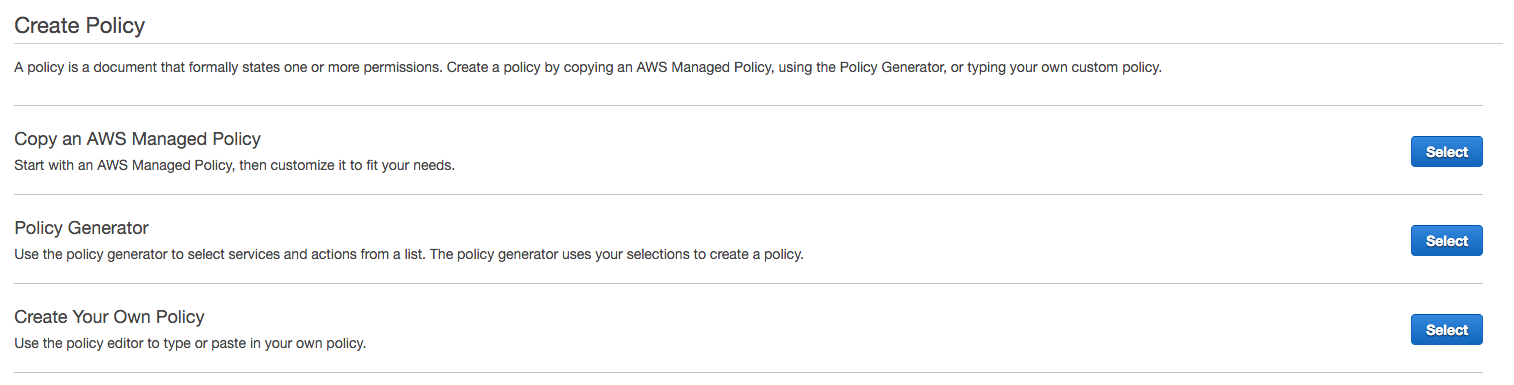 Create Policy
A policy is a document that formally states one or more permissions. Create a policy by copying an AWS Managed Policy, using the Policy Generator, or typing your own custom policy.
Copy an AWS Managed Policy
Start with an AWS Managed Policy, then customize it to fit your needs.
Select
Policy Generator
Use the policy generator to select services and actions from a list. The policy generator uses your selections to create a policy.
Select
Create Your Own Policy
Use the policy editor to type or paste in your own policy.
Select